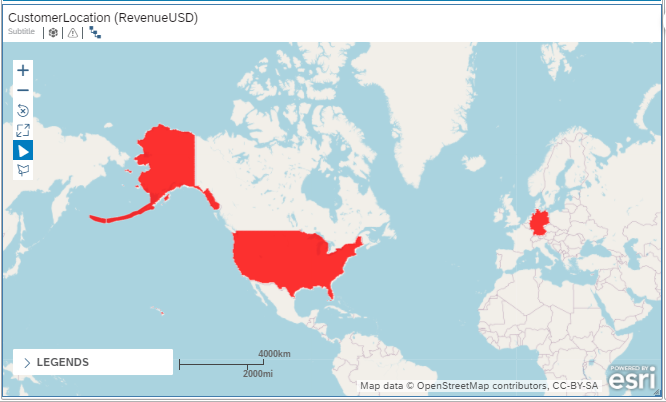 CustomerLocation (RevenueUSD)
Subtitle
LEGENDS
4000km
2000mi
Map data © OpenStreetMap contributors, CC-BY-SA
POWERED BY
esri